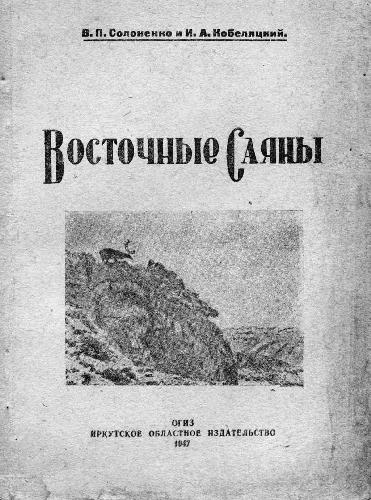 В. П. Солоненко и И. А. Кобеляцкий.
Восточные Саяны
ОГИЗ
ИРКУТСКОЕ ОБЛАСТНОЕ ИЗДАТЕЛЬСТВО
1947